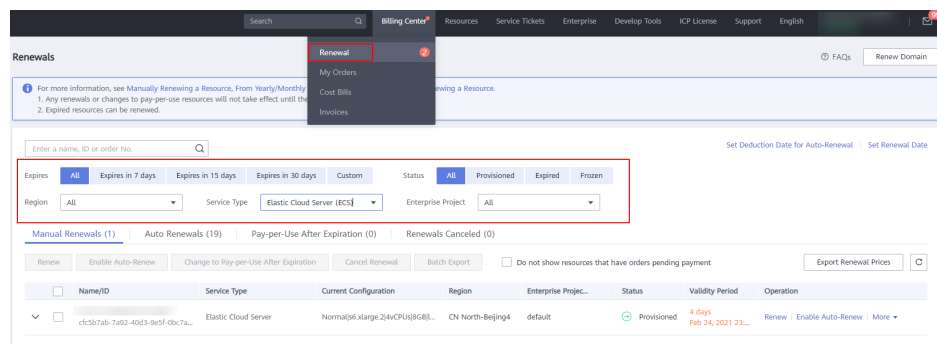 Search Billing Center Resources Service Tickets Enterprise Develop Tools ICP License Support English
Renewal 2
My Orders
Cost Bills
Invoices
Renewals
FAQs Renew Domain
For more information, see Manually Renewing a Resource, From Yearly/Monthly ewing a Resource.
1. Any renewals or changes to pay-per-use resources will not take effect until the
2. Expired resources can be renewed.
Enter a name, ID or order No.
Set Deduction Date for Auto-Renewal Set Renewal Date
Expires All Expires in 7 days Expires in 15 days Expires in 30 days Custom Status All Provisioned Expired Frozen
Region All Service Type Elastic Cloud Server (ECS) Enterprise Project All
Manual Renewals (1) Auto Renewals (19) Pay-per-Use After Expiration (0) Renewals Canceled (0)
Renew Enable Auto-Renew Change to Pay-per-Use After Expiration Cancel Renewal Batch Export Do not show resources that have orders pending payment Export Renewal Prices
Name/ID Service Type Current Configuration Region Enterprise Projec... Status Validity Period Operation
cfc5b7ab-7a92-40d3-9e5f-0bc7a... Elastic Cloud Server Normal|s6.xlarge.2|4vCPUs|8GB|l... CN North-Beijing4 default Provisioned 4 days Renew Enable Auto-Renew More
Feb 24, 2021 23:...